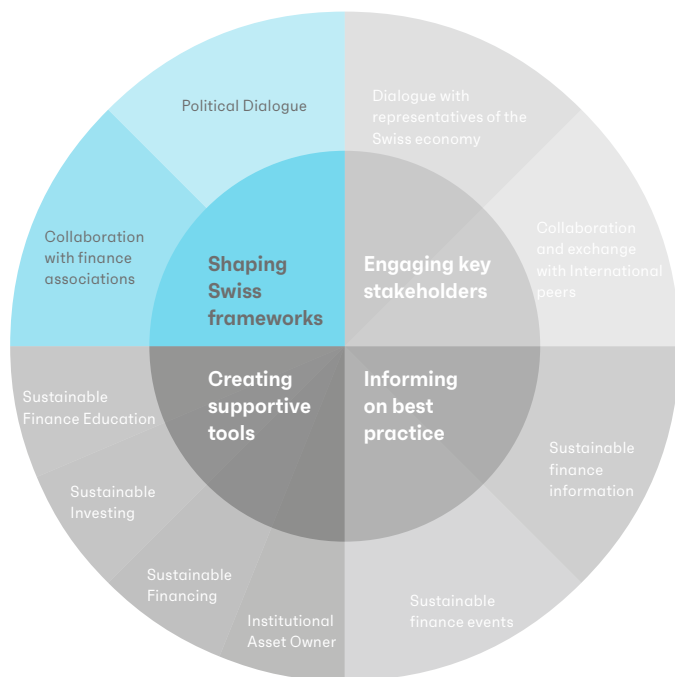 Political Dialogue
Dialogue with
representatives of the
Swiss economy
Collaboration
with finance
associations
Collaboration
and exchange
with International
peers
Shaping
Swiss
frameworks
Engaging key
stakeholders
Creating
supportive
tools
Informing
on best
practice
Sustainable
Finance Education
Sustainable
Investing
Sustainable
Financing
Institutional
Asset Owner
Sustainable
finance events
Sustainable
finance
information